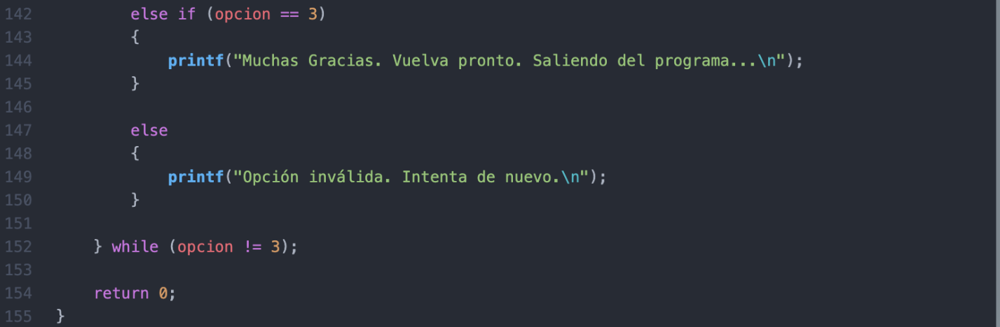 142 else if (opcion == 3)
143 {
144 printf("Muchas Gracias. Vuelva pronto. Saliendo del programa...\n");
145 }
146
147 else
148 {
149 printf("Opción inválida. Intenta de nuevo.\n");
150 }
151
152 } while (opcion != 3);
153
154 return 0;
155 }